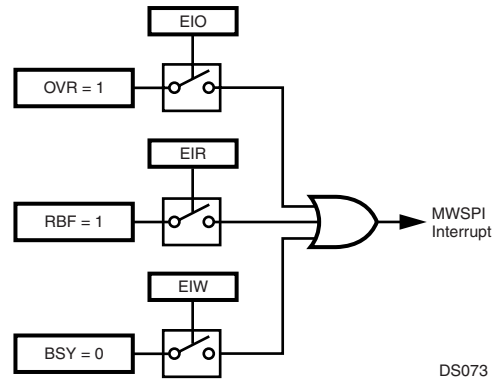 EIO
OVR = 1
EIR
RBF = 1
MWSPI
Interrupt
EIW
BSY = 0
DS073